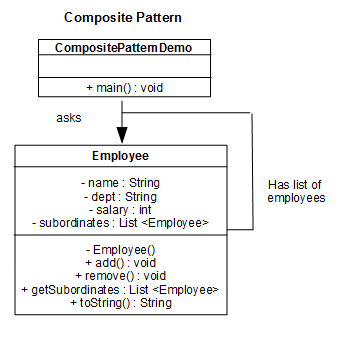 Composite Pattern
CompositePatternDemo
+ main() : void
asks
Employee
- name : String
- dept : String
- salary : int
- subordinates : List <Employee>
Has list of
employees
- Employee()
+ add() : void
+ remove() : void
+ getSubordinates : List <Employee>
+ toString() : String